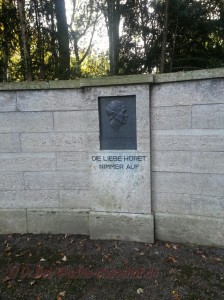 DIE LIEBE HÖRET
NIMMER AUF